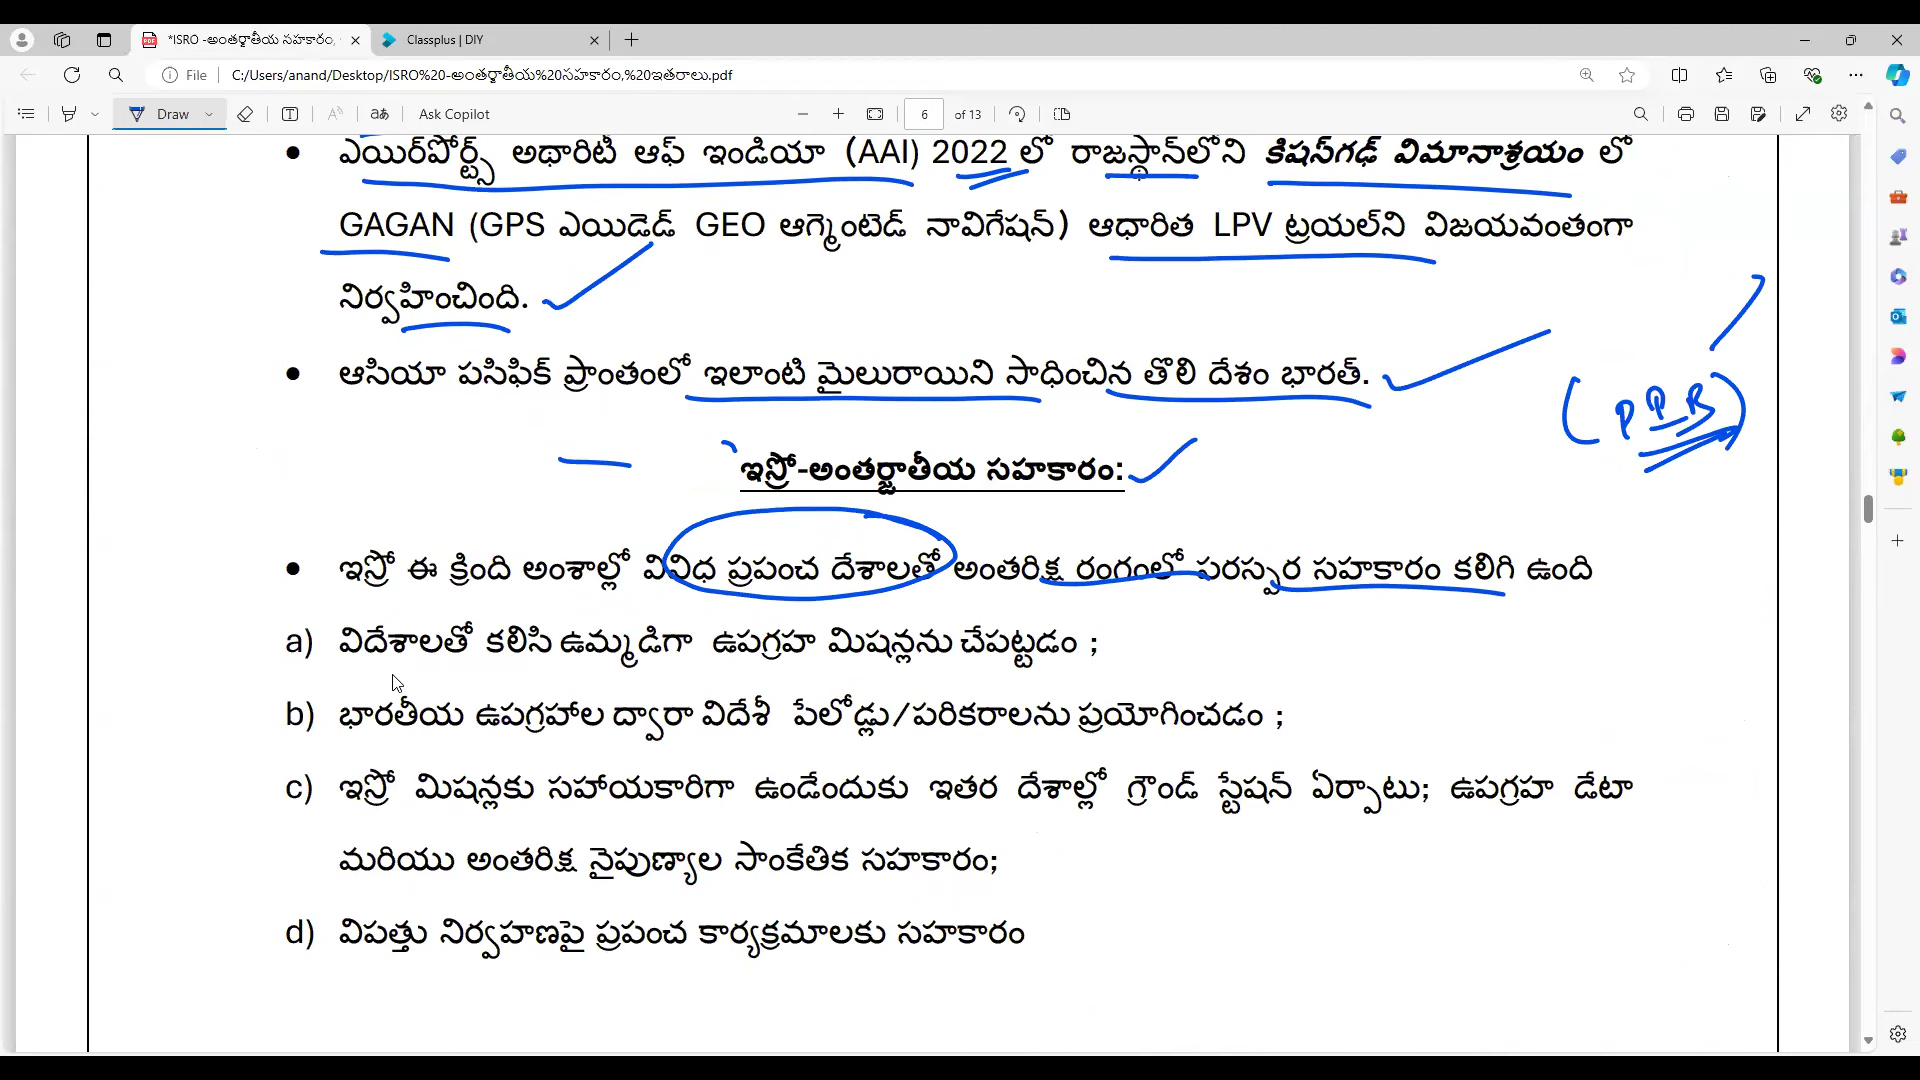 *ISRO -అంతర్జాతీయ సహకారం,
Classplus | DIY
File C:/Users/anand/Desktop/ISRO%20-అంతర్జాతీయ%20సహకారం,%20ఇతరాలు.pdf
Draw aあ Ask Copilot 6 of 13
• ఎయిర్‌పోర్ట్స్ అథారిటీ ఆఫ్ ఇండియా (AAI) 2022 లో రాజస్థాన్‌లోని కిషన్‌గఢ్ విమానాశ్రయం లో
GAGAN (GPS ఎయిడెడ్ GEO ఆగ్మెంటెడ్ నావిగేషన్) ఆధారిత LPV ట్రయల్‌ని విజయవంతంగా
నిర్వహించింది.
• ఆసియా పసిఫిక్ ప్రాంతంలో ఇలాంటి మైలురాయిని సాధించిన తొలి దేశం భారత్.
(PPB)
ఇస్రో-అంతర్జాతీయ సహకారం:
• ఇస్రో ఈ క్రింది అంశాల్లో వివిధ ప్రపంచ దేశాలతో అంతరిక్ష రంగంలో పరస్పర సహకారం కలిగి ఉంది
a) విదేశాలతో కలిసి ఉమ్మడిగా ఉపగ్రహ మిషన్లను చేపట్టడం ;
b) భారతీయ ఉపగ్రహాల ద్వారా విదేశీ పేలోడ్లు/పరికరాలను ప్రయోగించడం ;
c) ఇస్రో మిషన్లకు సహాయకారిగా ఉండేందుకు ఇతర దేశాల్లో గ్రౌండ్ స్టేషన్ ఏర్పాటు; ఉపగ్రహ డేటా
మరియు అంతరిక్ష నైపుణ్యాల సాంకేతిక సహకారం;
d) విపత్తు నిర్వహణపై ప్రపంచ కార్యక్రమాలకు సహకారం